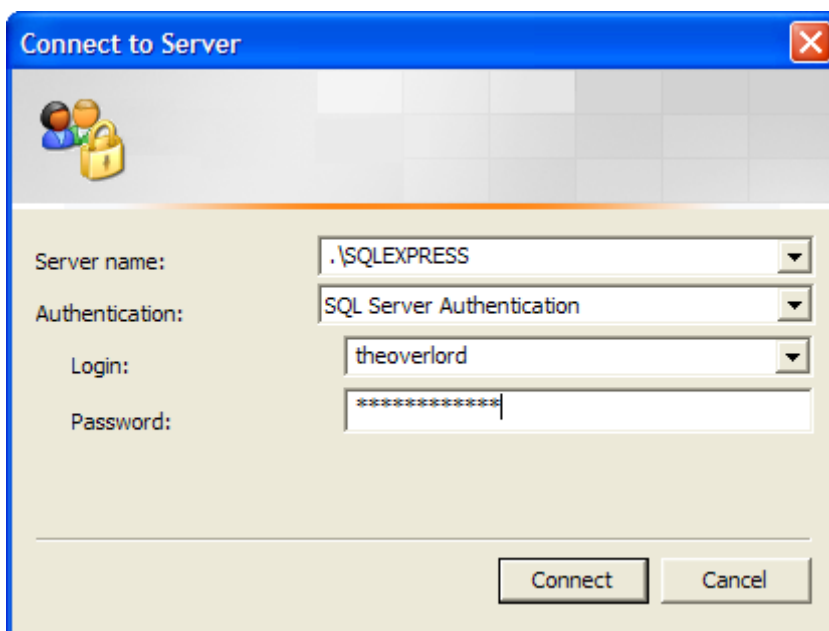 Connect to Server
Server name: .\SQLEXPRESS
Authentication: SQL Server Authentication
Login: theoverlord
Password: ************
Connect Cancel